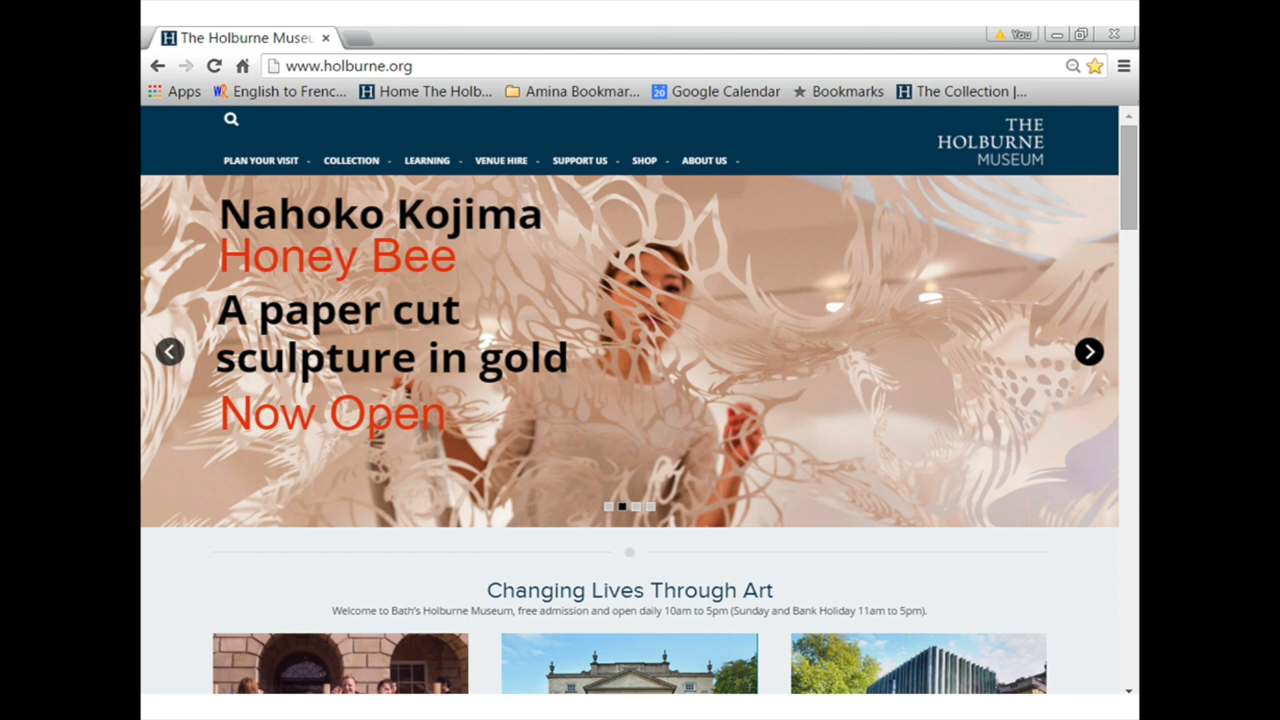 The Holburne Museu
You
www.holburne.org
Apps English to Frenc... Home The Holb... Amina Bookmar... 20 Google Calendar Bookmarks The Collection |...
THE
HOLBURNE
MUSEUM
PLAN YOUR VISIT COLLECTION LEARNING VENUE HIRE SUPPORT US SHOP ABOUT US
Nahoko Kojima
Honey Bee
A paper cut
sculpture in gold
Now Open
Changing Lives Through Art
Welcome to Bath's Holburne Museum, free admission and open daily 10am to 5pm (Sunday and Bank Holiday 11am to 5pm).